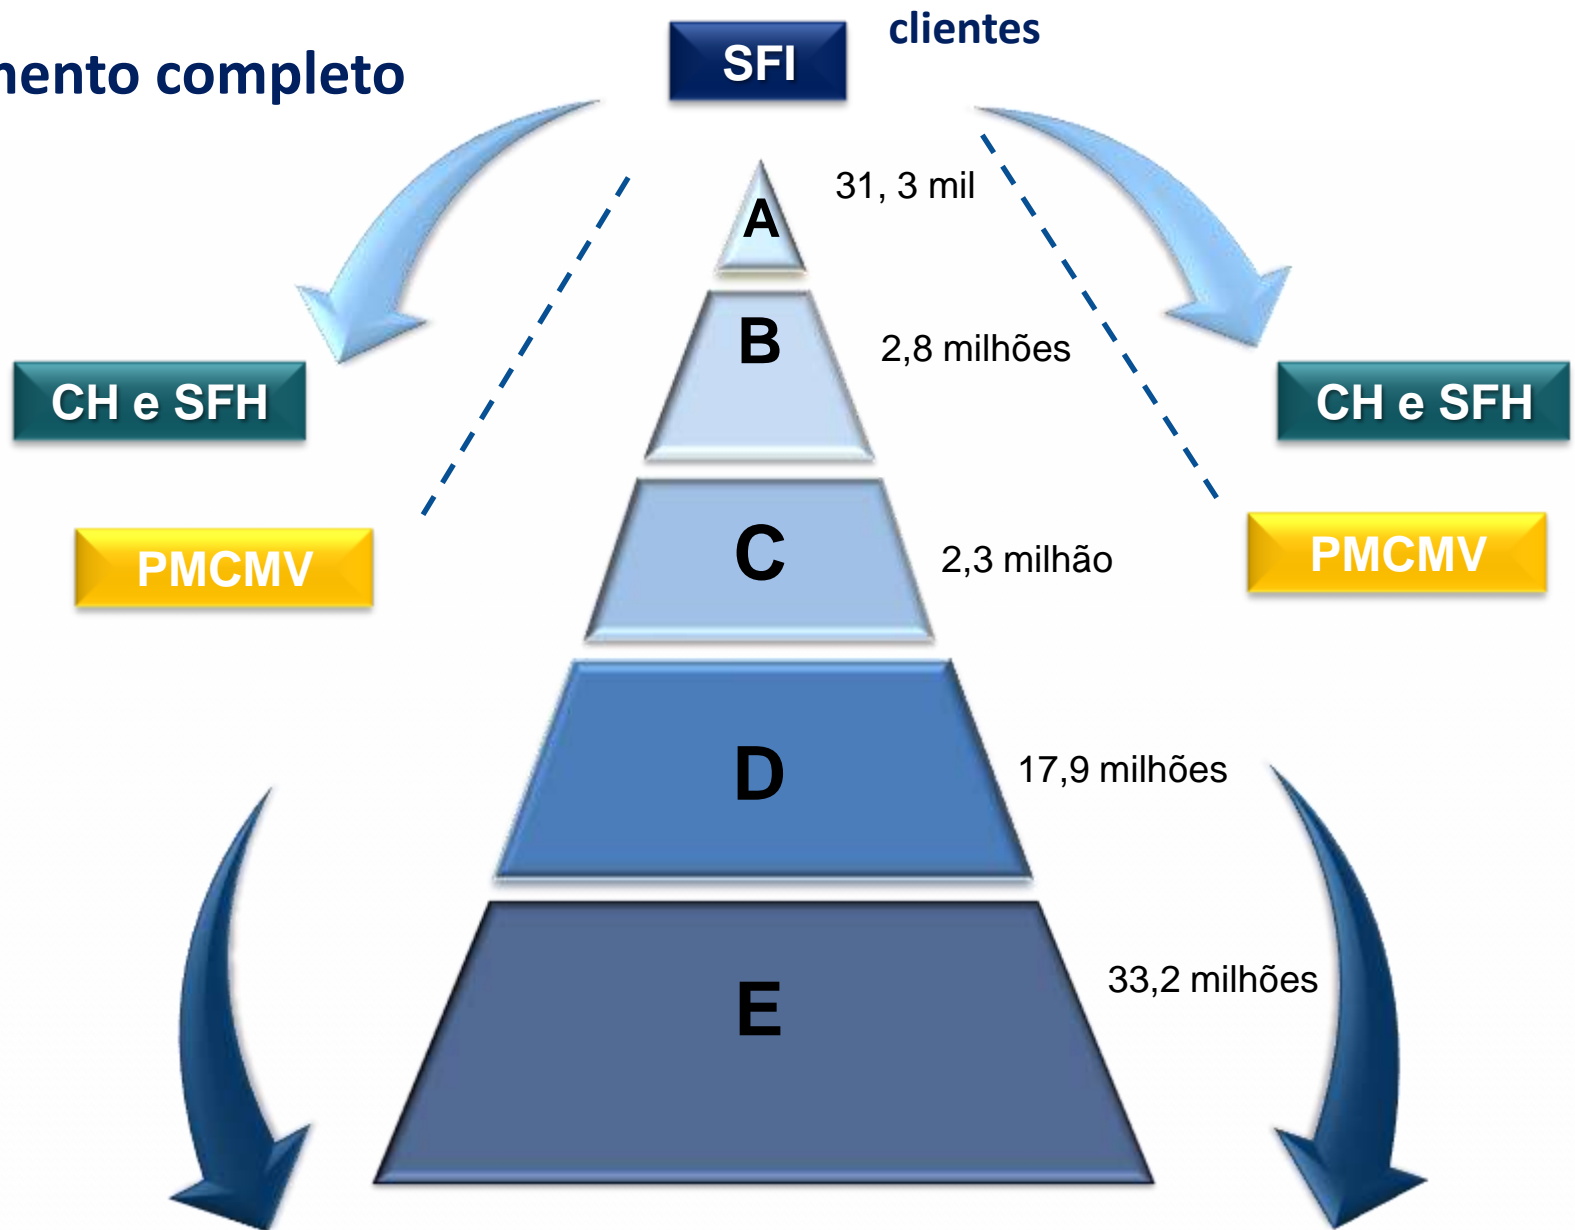 clientes
mento completo
SFI
31, 3 mil
A
B
2,8 milhões
CH e SFH
CH e SFH
C
2,3 milhão
PMCMV
PMCMV
D
17,9 milhões
E
33,2 milhões